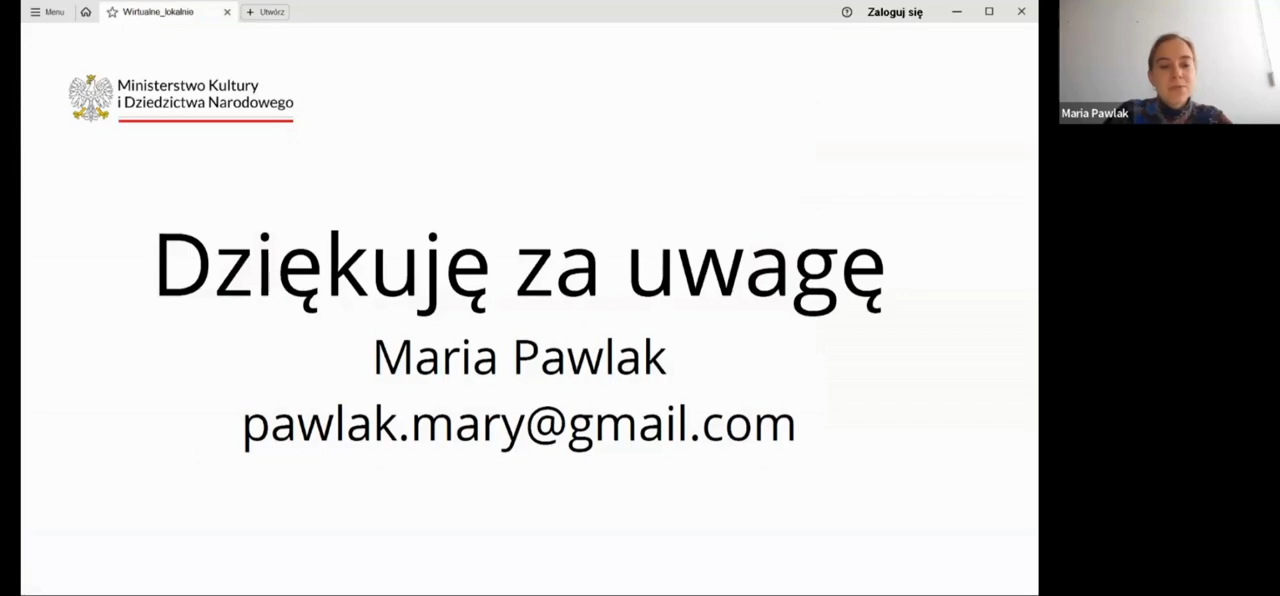 Menu
Wirtualne_lokalnie
Utwórz
Zaloguj się
Ministerstwo Kultury
i Dziedzictwa Narodowego
Dziękuję za uwagę
Maria Pawlak
pawlak.mary@gmail.com
Maria Pawlak